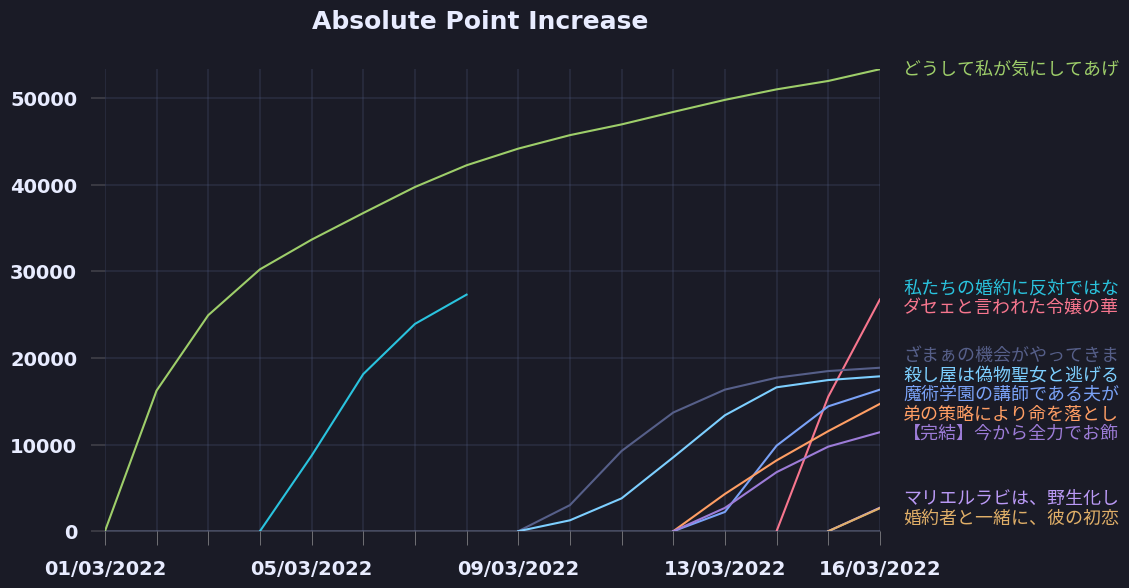 Absolute Point Increase
どうして私が気にしてあげ
50000
40000
30000
私たちの婚約に反対ではな
ダセェと言われた令嬢の華
20000
ざまぁの機会がやってきま
殺し屋は偽物聖女と逃げる
魔術学園の講師である夫が
弟の策略により命を落とし
10000
【完結】今から全力でお飾
マリエルラビは、野生化し
婚約者と一緒に、彼の初恋
0
01/03/2022
05/03/2022
09/03/2022
13/03/2022
16/03/2022